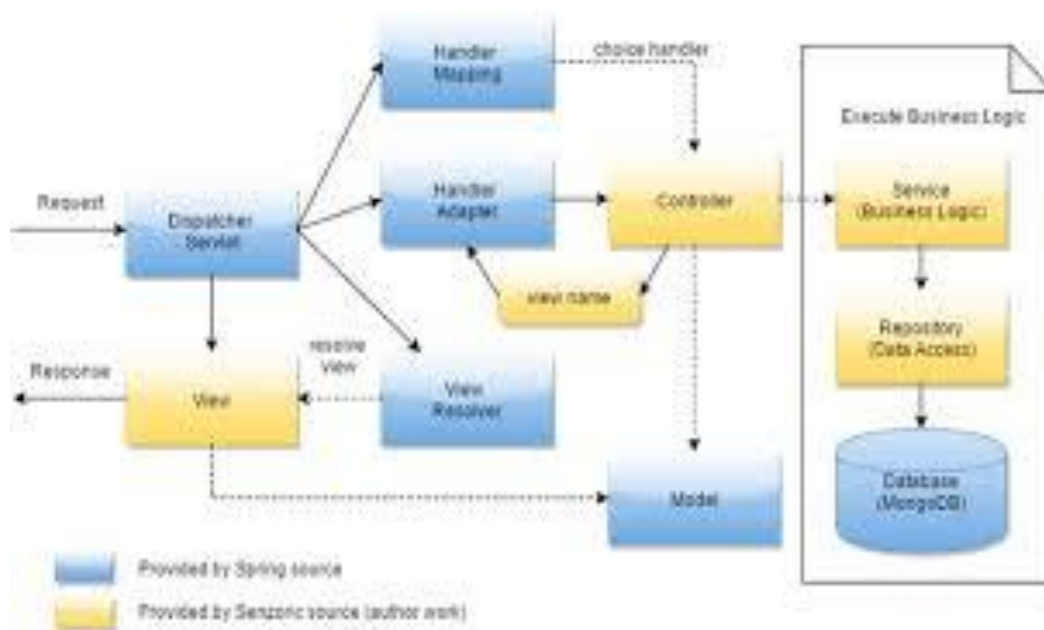 Handler
Mapping
choice handler
Execute Business Logic
Request
Dispatcher
Servlet
Handler
Adapter
Controller
Service
(Business Logic)
view name
Repository
(Data Access)
resolve
view
Response
View
View
Resolver
Model
Database
(MongoDB)
Provided by Spring source
Provided by Senzoric source (author work)